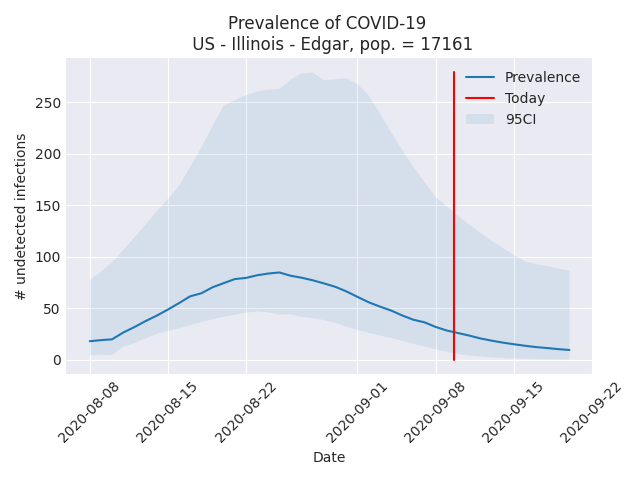 Prevalence of COVID-19
US - Illinois - Edgar, pop. = 17161
Prevalence
Today
95CI
# undetected infections
250
200
150
100
50
0
2020-08-08
2020-08-15
2020-08-22
2020-09-01
2020-09-08
2020-09-15
2020-09-22
Date